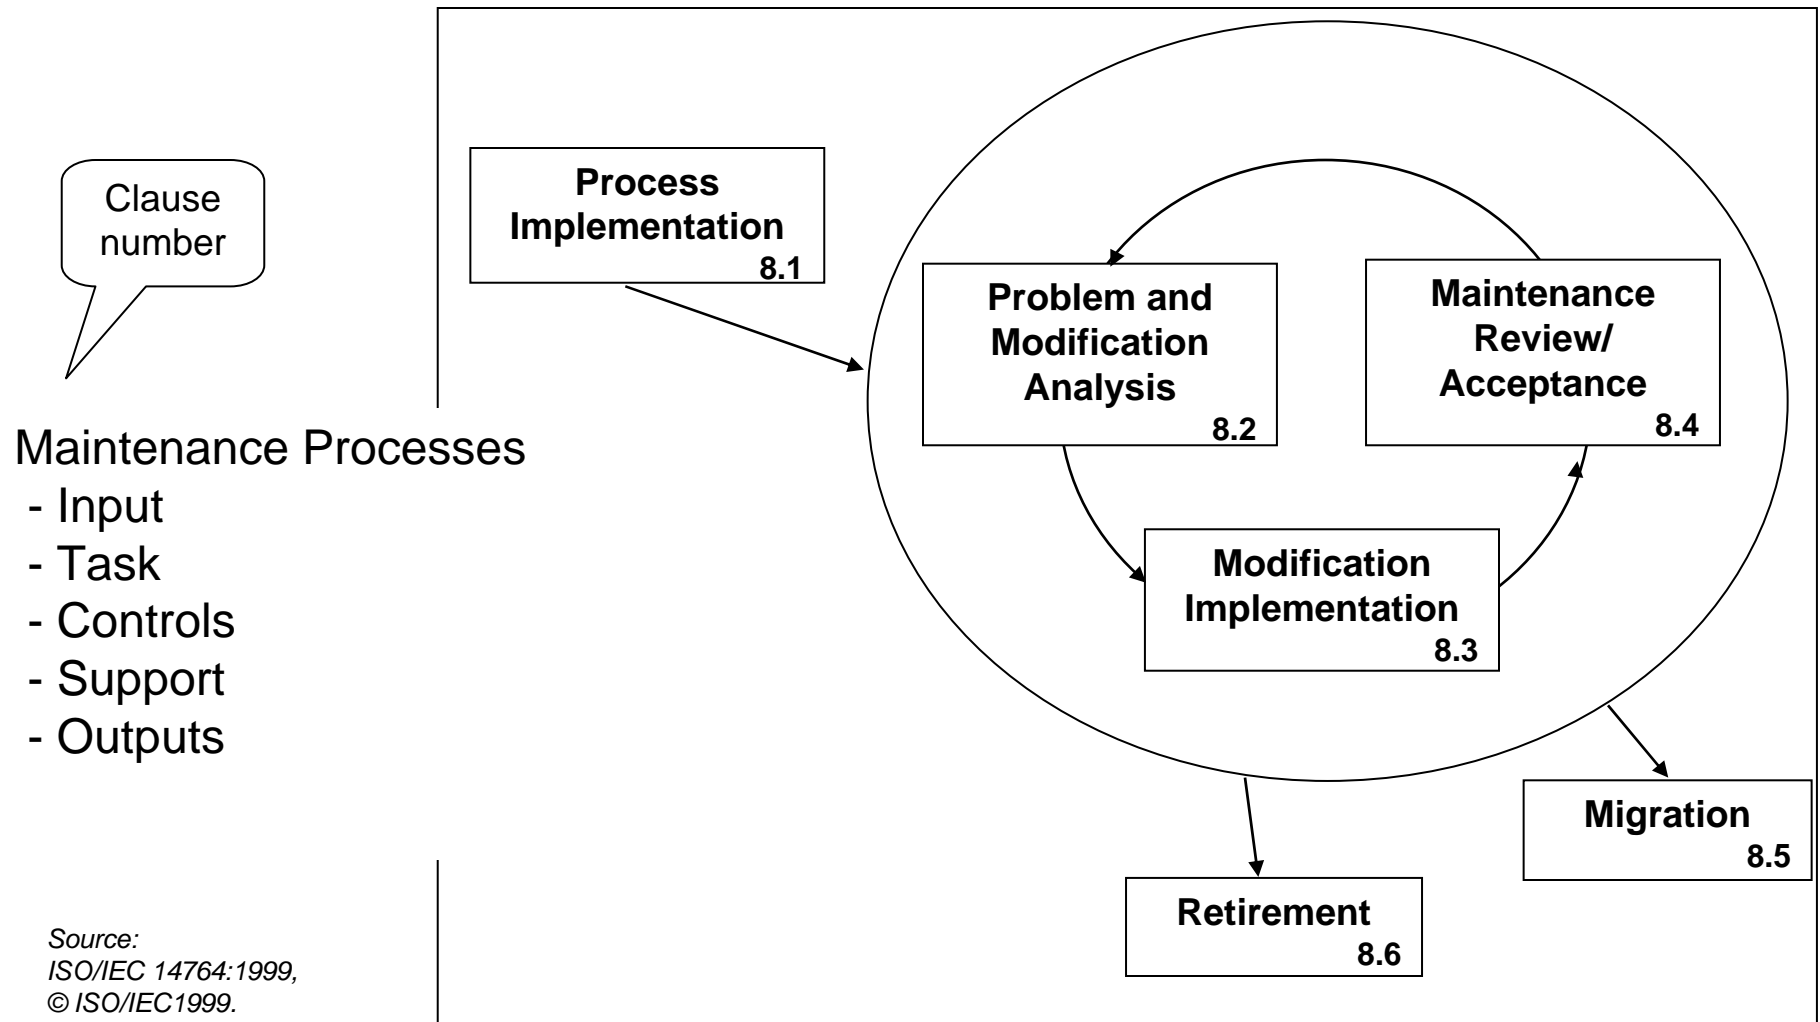 Clause
number
Maintenance Processes
- Input
- Task
- Controls
- Support
- Outputs
Source:
ISO/IEC 14764:1999,
© ISO/IEC1999.
Process
Implementation
8.1
Problem and
Modification
Analysis
8.2
Maintenance
Review/
Acceptance
8.4
Modification
Implementation
8.3
Migration
8.5
Retirement
8.6